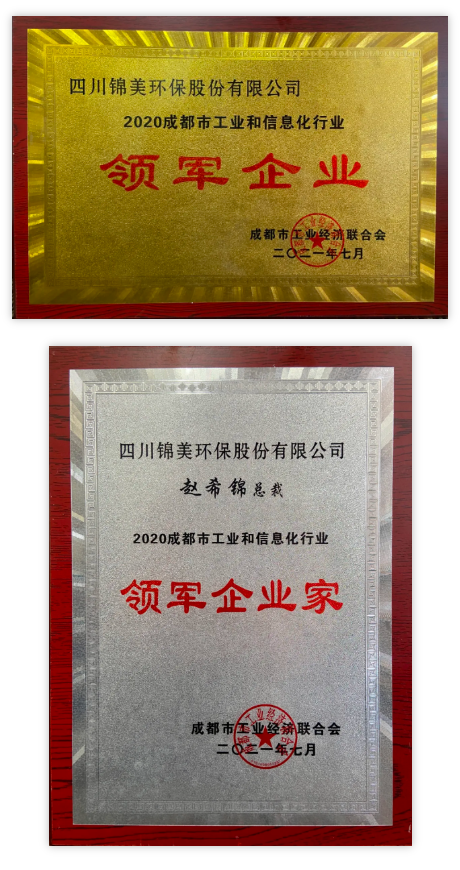 四川锦美环保股份有限公司
2020成都市工业和信息化行业
领军企业
成都市工业经济联合会
二〇二一年七月
四川锦美环保股份有限公司
赵希锦总裁
2020成都市工业和信息化行业
领军企业家
成都市工业经济联合会
二〇二一年七月